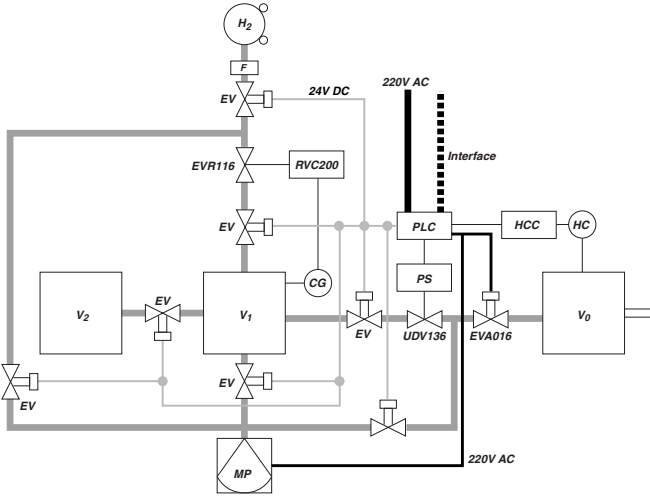 H2
F
EV
24V DC
220V AC
Interface
EVR116
RVC200
EV
PLC
HCC
HC
CG
PS
V2
EV
V1
EV
UDV136
EVA016
V0
EV
EV
MP
220V AC